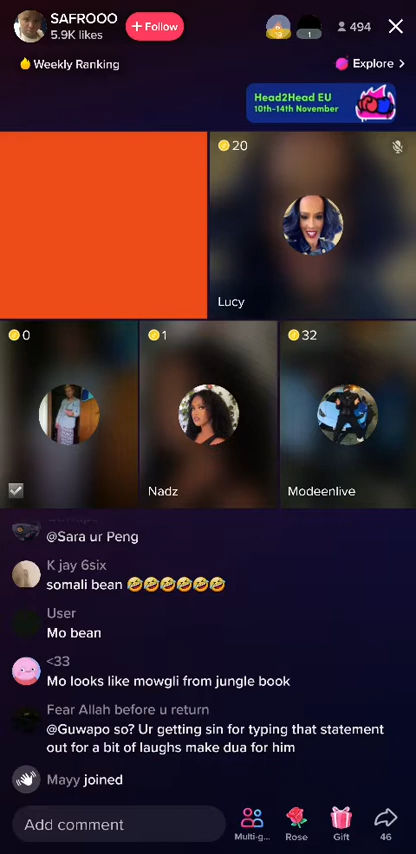 SAFROOO
5.9K likes
+ Follow
1
494
Weekly Ranking
Explore >
Head2Head EU
10th-14th November
20
Lucy
0
1
32
Nadz
Modeenlive
@Sara ur Peng
K jay 6six
somali bean 🤣🤣🤣🤣🤣🤣
User
Mo bean
<33
Mo looks like mowgli from jungle book
Fear Allah before u return
@Guwapo so? Ur getting sin for typing that statement
out for a bit of laughs make dua for him
Mayy joined
Add comment
Multi-g...
Rose
Gift
46